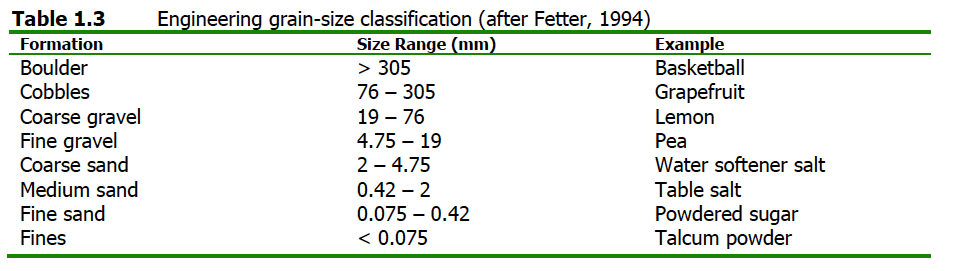 Table 1.3 Engineering grain-size classification (after Fetter, 1994)
Formation Size Range (mm) Example
Boulder > 305 Basketball
Cobbles 76 – 305 Grapefruit
Coarse gravel 19 – 76 Lemon
Fine gravel 4.75 – 19 Pea
Coarse sand 2 – 4.75 Water softener salt
Medium sand 0.42 – 2 Table salt
Fine sand 0.075 – 0.42 Powdered sugar
Fines < 0.075 Talcum powder